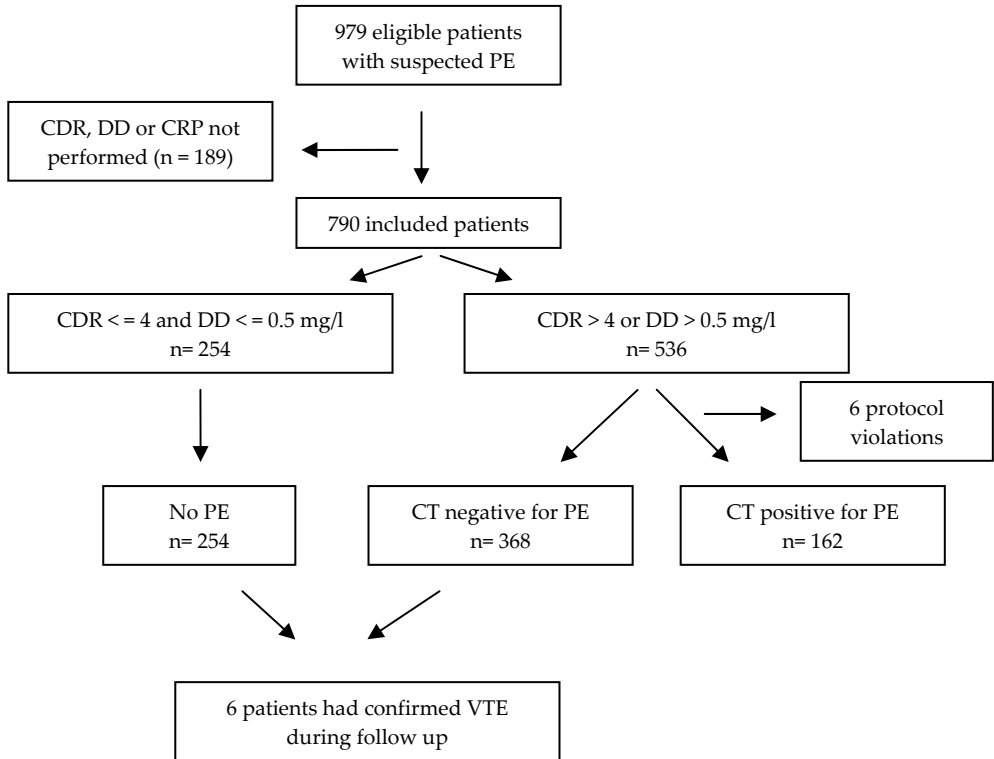 979 eligible patients
with suspected PE
CDR, DD or CRP not
performed (n = 189)
790 included patients
CDR < = 4 and DD < = 0.5 mg/l
n= 254
CDR > 4 or DD > 0.5 mg/l
n= 536
6 protocol
violations
No PE
n= 254
CT negative for PE
n= 368
CT positive for PE
n= 162
6 patients had confirmed VTE
during follow up